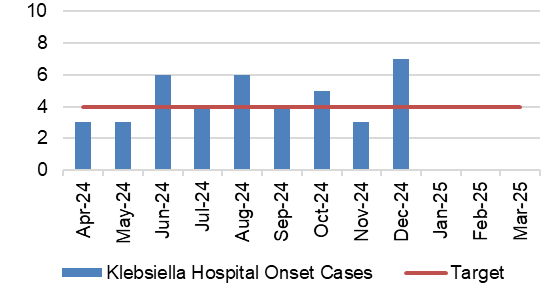 10
8
6
4
2
0
Apr-24
May-24
Jun-24
Jul-24
Aug-24
Sep-24
Oct-24
Nov-24
Dec-24
Jan-25
Feb-25
Mar-25
Klebsiella Hospital Onset Cases
Target